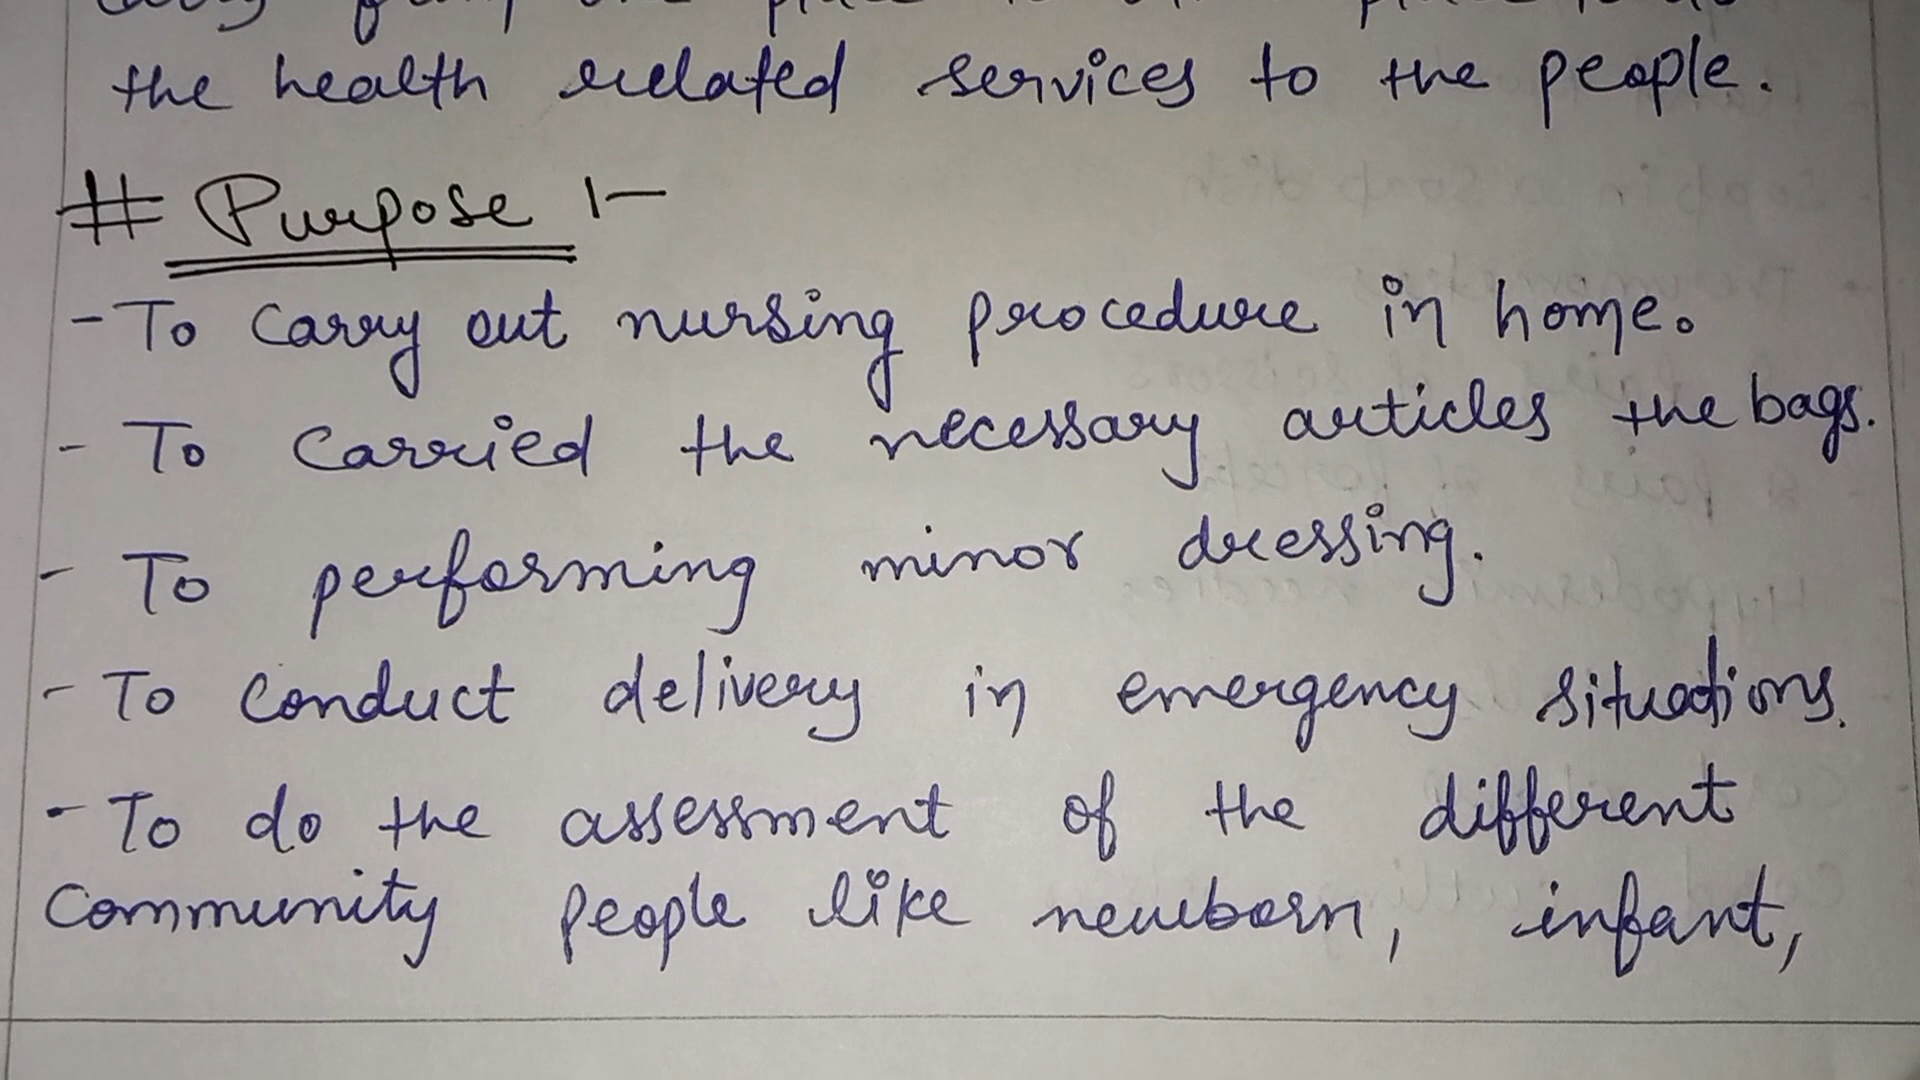 the health related services to the people.
# Purpose :-
- To carry out nursing procedure in home.
- To carried the necessary articles the bags.
- To performing minor dressing.
- To conduct delivery in emergency situations.
- To do the assessment of the different
community people like newborn, infant,